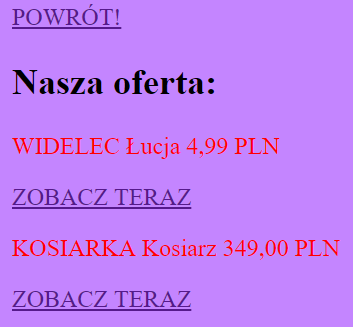 POWRÓT!
Nasza oferta:
WIDELEC Łucja 4,99 PLN
ZOBACZ TERAZ
KOSIARKA Kosiarz 349,00 PLN
ZOBACZ TERAZ